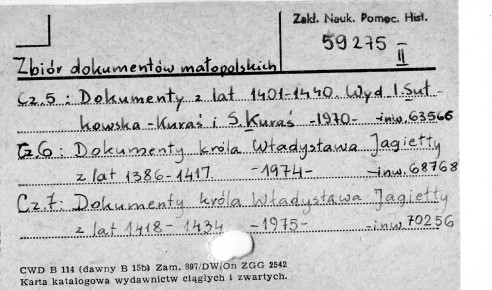 Zakł. Nauk. Pomoc. Hist.
59275
II
Zbiór dokumentów małopolskich
Cz. 5 : Dokumenty z lat 1401-1440. Wyd. I. Sut-
kowska-Kuraś i S. Kuraś -1970- -inw. 63566
Cz. 6 : Dokumenty króla Władysława Jagiełły
z lat 1386-1417 -1974- -inw. 68768
Cz. 7 : Dokumenty króla Władysława Jagiełły
z lat 1418-1434 -1975- -inw. 70256
CWD B 114 (dawny B 15b) Zam. 897/DW/On ZGG 2542
Karta katalogowa wydawnictw ciągłych i zwartych.